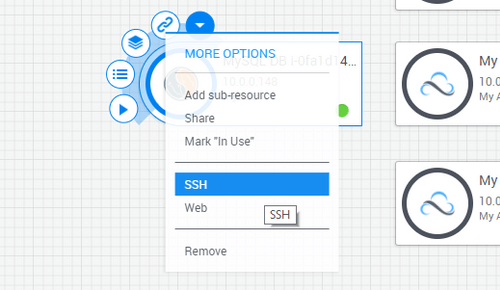 MORE OPTIONS
MySQL DB i-0fa1d14...
10.0.0.148
Add sub-resource
Share
Mark "In Use"
SSH
Web
SSH
Remove
My
10.0
My A
My
10.0
My A